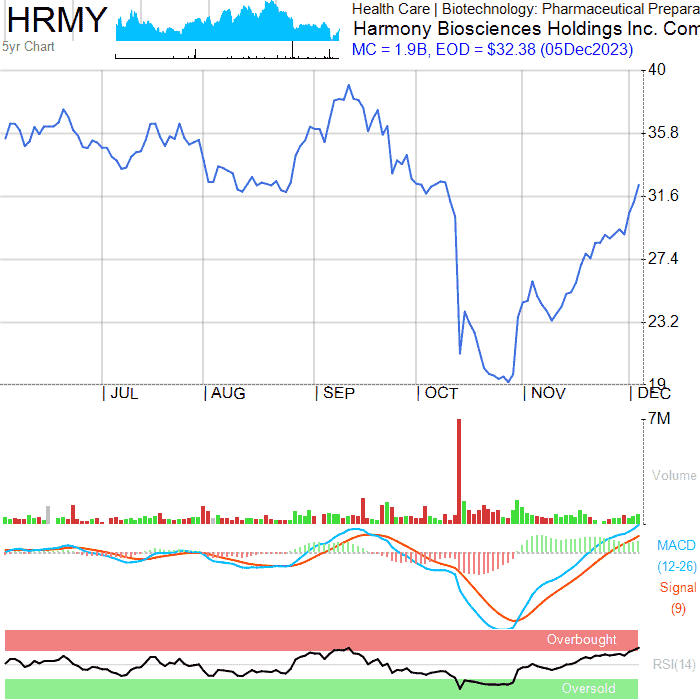 HRMY
5yr Chart
Health Care | Biotechnology: Pharmaceutical Prepara
Harmony Biosciences Holdings Inc. Com
MC = 1.9B, EOD = $32.38 (05Dec2023)
40
35.8
31.6
27.4
23.2
19
| JUL | AUG | SEP | OCT | NOV | DEC
7M
Volume
MACD
(12-26)
Signal
(9)
Overbought
RSI(14)
Oversold